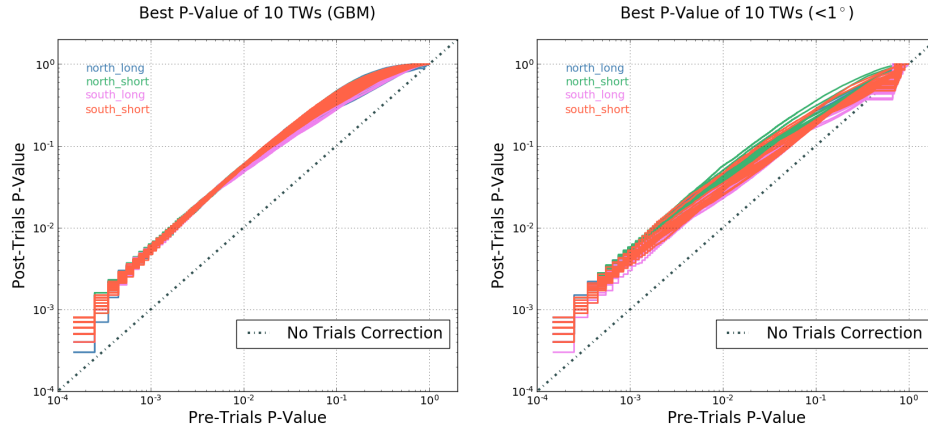 Best P-Value of 10 TWs (GBM)
10⁰
10⁻¹
10⁻²
10⁻³
10⁻⁴
Post-Trials P-Value
north_long
north_short
south_long
south_short
No Trials Correction
10⁻⁴ 10⁻³ 10⁻² 10⁻¹ 10⁰
Pre-Trials P-Value
Best P-Value of 10 TWs (<1°)
10⁰
10⁻¹
10⁻²
10⁻³
10⁻⁴
Post-Trials P-Value
north_long
north_short
south_long
south_short
No Trials Correction
10⁻⁴ 10⁻³ 10⁻² 10⁻¹ 10⁰
Pre-Trials P-Value